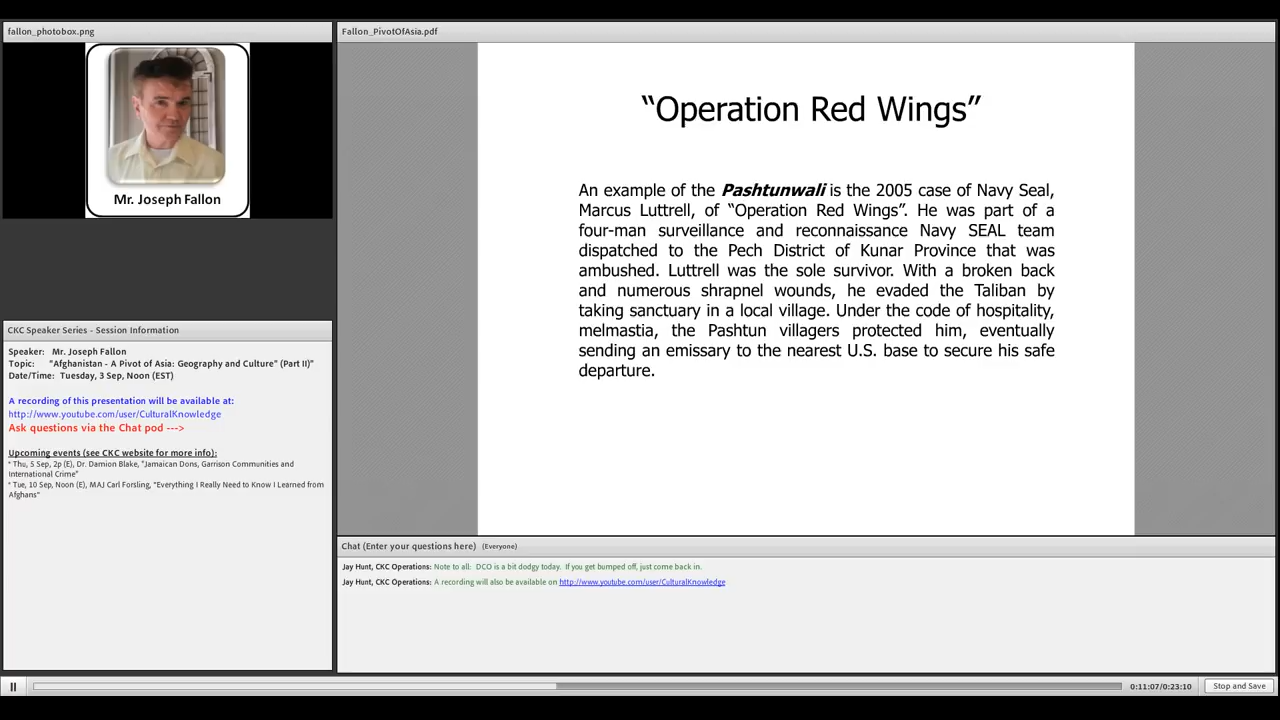 fallon_photobox.png
Mr. Joseph Fallon
CKC Speaker Series - Session Information
Speaker: Mr. Joseph Fallon
Topic: "Afghanistan - A Pivot of Asia: Geography and Culture" (Part II)"
Date/Time: Tuesday, 3 Sep, Noon (EST)
A recording of this presentation will be available at:
http://www.youtube.com/user/CulturalKnowledge
Ask questions via the Chat pod --->
Upcoming events (see CKC website for more info):
* Thu, 5 Sep, 2p (E), Dr. Damion Blake, "Jamaican Dons, Garrison Communities and
International Crime"
* Tue, 10 Sep, Noon (E), MAJ Carl Forsling, "Everything I Really Need to Know I Learned from
Afghans"
Fallon_PivotOfAsia.pdf
“Operation Red Wings”
An example of the Pashtunwali is the 2005 case of Navy Seal,
Marcus Luttrell, of “Operation Red Wings”. He was part of a
four-man surveillance and reconnaissance Navy SEAL team
dispatched to the Pech District of Kunar Province that was
ambushed. Luttrell was the sole survivor. With a broken back
and numerous shrapnel wounds, he evaded the Taliban by
taking sanctuary in a local village. Under the code of hospitality,
melmastia, the Pashtun villagers protected him, eventually
sending an emissary to the nearest U.S. base to secure his safe
departure.
Chat (Enter your questions here) (Everyone)
Jay Hunt, CKC Operations: Note to all: DCO is a bit dodgy today. If you get bumped off, just come back in.
Jay Hunt, CKC Operations: A recording will also be available on http://www.youtube.com/user/CulturalKnowledge
0:11:07/0:23:10
Stop and Save